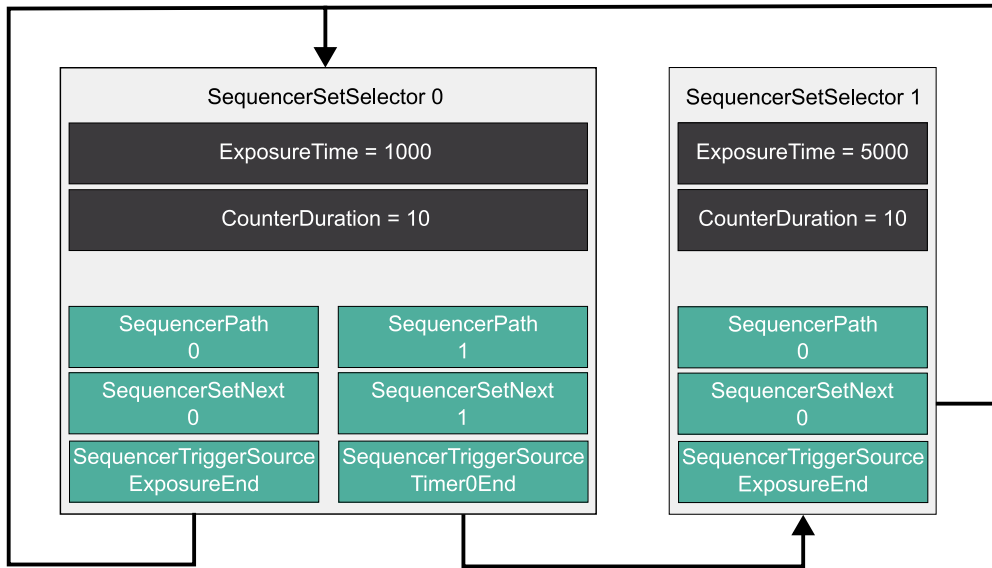 SequencerSetSelector 0
ExposureTime = 1000
CounterDuration = 10
SequencerPath
0
SequencerPath
1
SequencerSetNext
0
SequencerSetNext
1
SequencerTriggerSource
ExposureEnd
SequencerTriggerSource
Timer0End
SequencerSetSelector 1
ExposureTime = 5000
CounterDuration = 10
SequencerPath
0
SequencerSetNext
0
SequencerTriggerSource
ExposureEnd